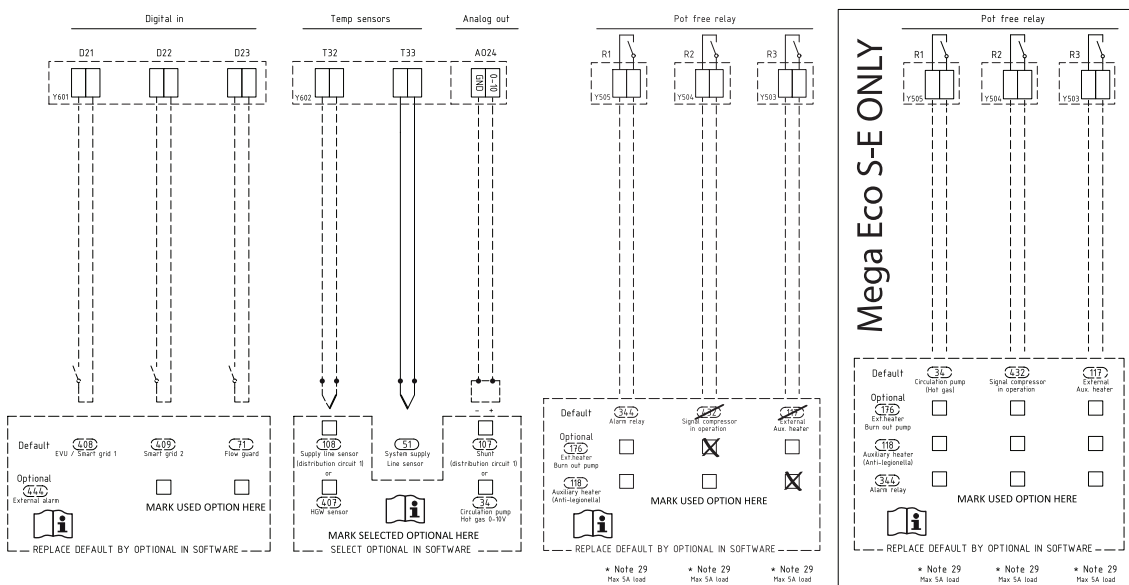 Digital in
D21 D22 D23
Y601
Default
408
EVU / Smart grid 1
409
Smart grid 2
71
Flow guard
Optional
444
External alarm
MARK USED OPTION HERE
i
REPLACE DEFAULT BY OPTIONAL IN SOFTWARE
Temp sensors
T32 T33
Y602
Analog out
AO24
GND
0-10
- +
108
Supply line sensor
(distribution circuit 1)
or
407
HGW sensor
51
System supply
Line sensor
107
Shunt
(distribution circuit 1)
or
34
Circulation pump
Hot gas 0-10V
i
MARK SELECTED OPTIONAL HERE
SELECT OPTIONAL IN SOFTWARE
Pot free relay
R1 R2 R3
Y505 Y504 Y503
Default
344
Alarm relay
432
Signal compressor
in operation
117
External
Aux. heater
Optional
176
Ext.heater
Burn out pump
X
118
Auxiliary heater
(Anti-legionella)
X
MARK USED OPTION HERE
i
REPLACE DEFAULT BY OPTIONAL IN SOFTWARE
* Note 29 * Note 29 * Note 29
Max 5A load Max 5A load Max 5A load
Mega Eco S-E ONLY
Pot free relay
R1 R2 R3
Y505 Y504 Y503
Default
34
Circulation pump
(Hot gas)
432
Signal compressor
in operation
117
External
Aux. heater
Optional
176
Ext.heater
Burn out pump
118
Auxiliary heater
(Anti-legionella)
344
Alarm relay
MARK USED OPTION HERE
i
REPLACE DEFAULT BY OPTIONAL IN SOFTWARE
* Note 29 * Note 29 * Note 29
Max 5A load Max 5A load Max 5A load